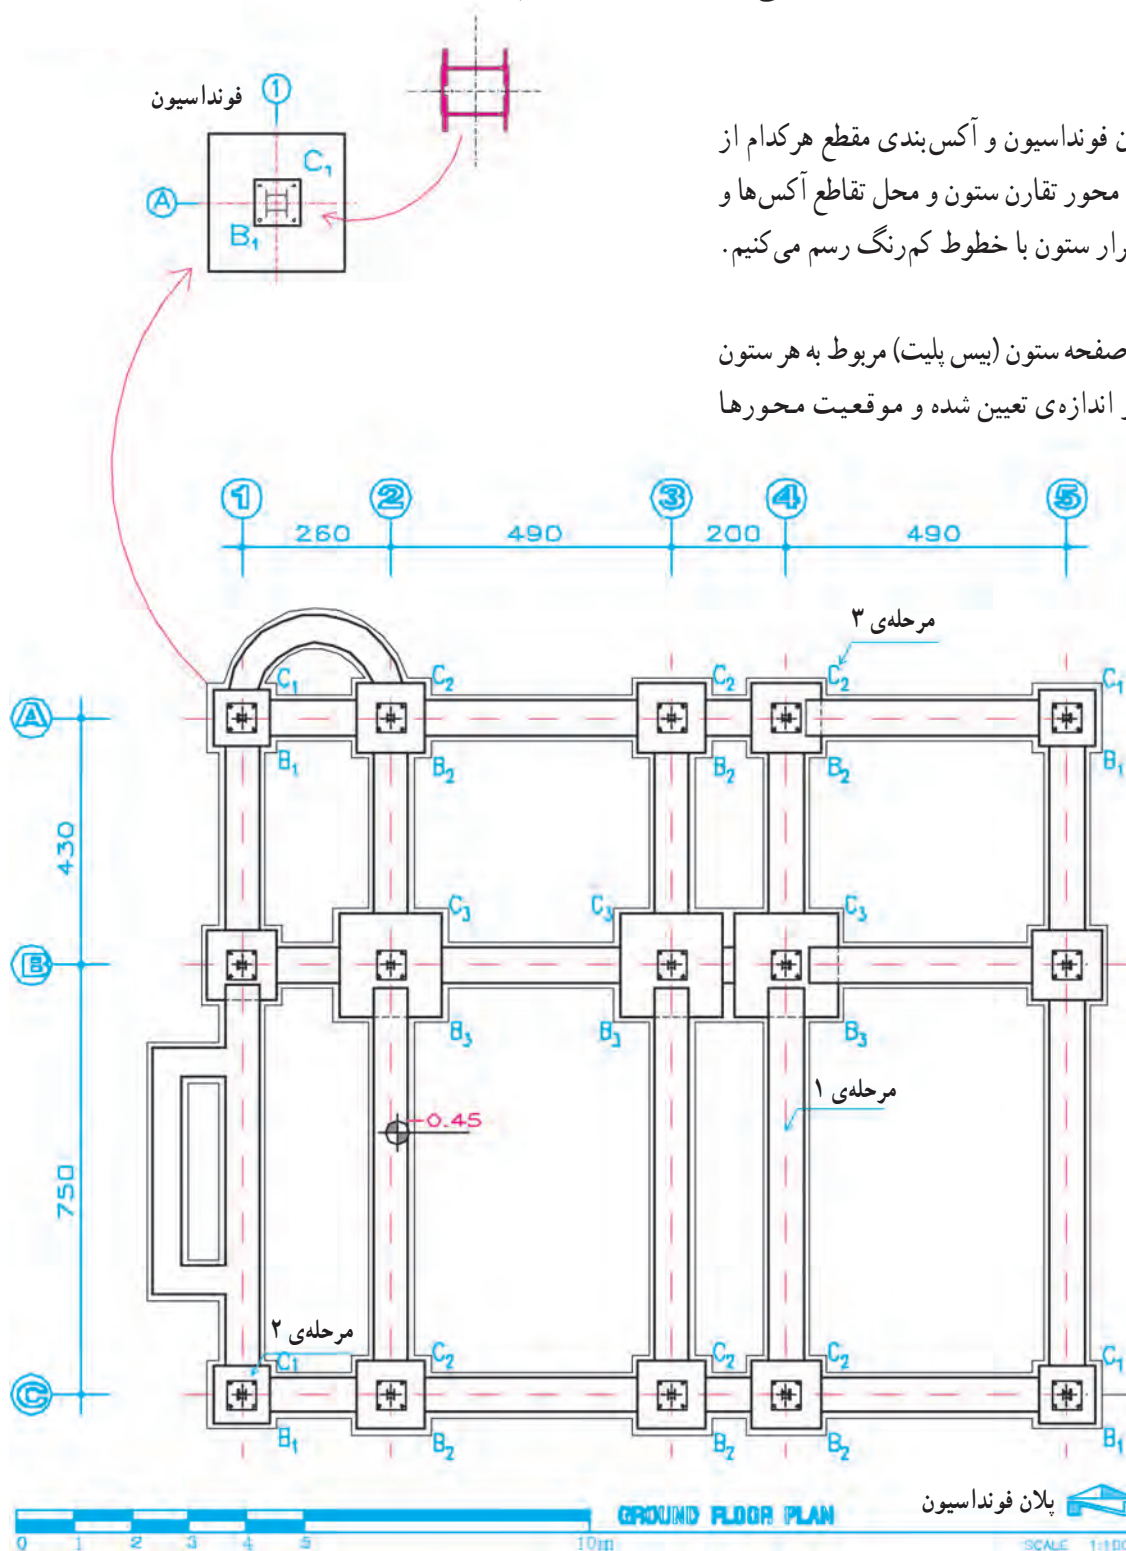 فونداسیون
1
C1
A
B1
فونداسیون و آکس‌بندی مقطع هرکدام از
محور تقارن ستون و محل تقاطع آکس‌ها و
ستون با خطوط کم‌رنگ رسم می‌کنیم.
صفحه ستون (بیس پلیت) مربوط به هر ستون
اندازه‌ی تعیین شده و موقعیت محورها
1 2 3 4 5
260 490 200 490
مرحله‌ی ۳
C1 C2 C2 C2 C1
A
B1 B2 B2 B2 B1
430
C3 C3 C3
B
B3 B3 B3
مرحله‌ی ۱
-0.45
750
مرحله‌ی ۲
C1 C2 C2 C2 C1
C
B1 B2 B2 B2 B1
پلان فونداسیون
GROUND FLOOR PLAN
0 1 2 3 4 5 10m
SCALE 1:100